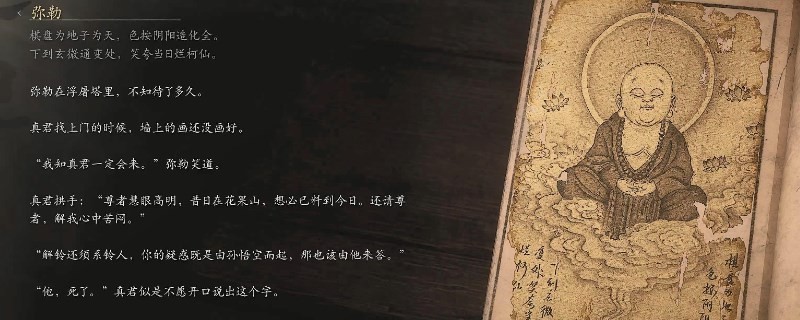 弥勒
棋盘为地子为天，色按阴阳造化全。
下到玄微通变处，笑夸当日烂柯仙。
弥勒在浮屠塔里，不知待了多久。
真君找上门的时候，墙上的画还没画好。
“我知真君一定会来。”弥勒笑道。
真君拱手：“尊者慧眼高明，昔日在花果山，想必已料到今日。还请尊
者，解我心中苦闷。”
“解铃还须系铃人，你的疑惑既是由孙悟空而起，那也该由他来答。”
“他，死了。”真君似是不愿开口说出这个字。
棋盘为地
色按阴阳
下到玄微
通变
笑夸当
烂柯仙